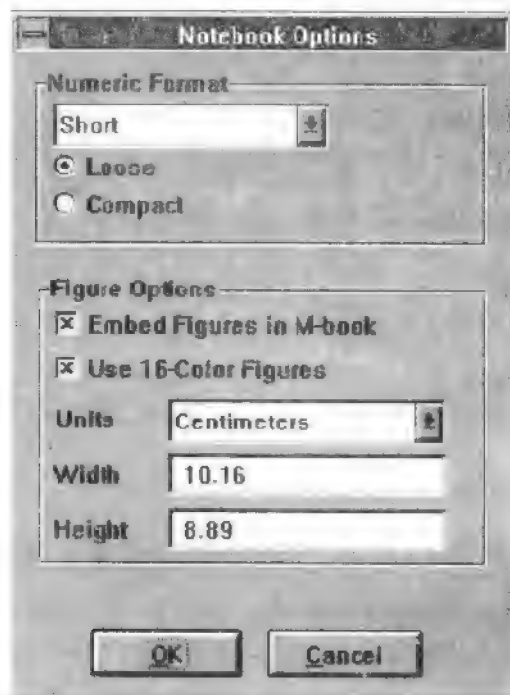 Notebook Options
Numeric Format
Short
Loose
Compact
Figure Options
Embed Figures in M-book
Use 16-Color Figures
Units Centimeters
Width 10.16
Height 8.89
OK Cancel